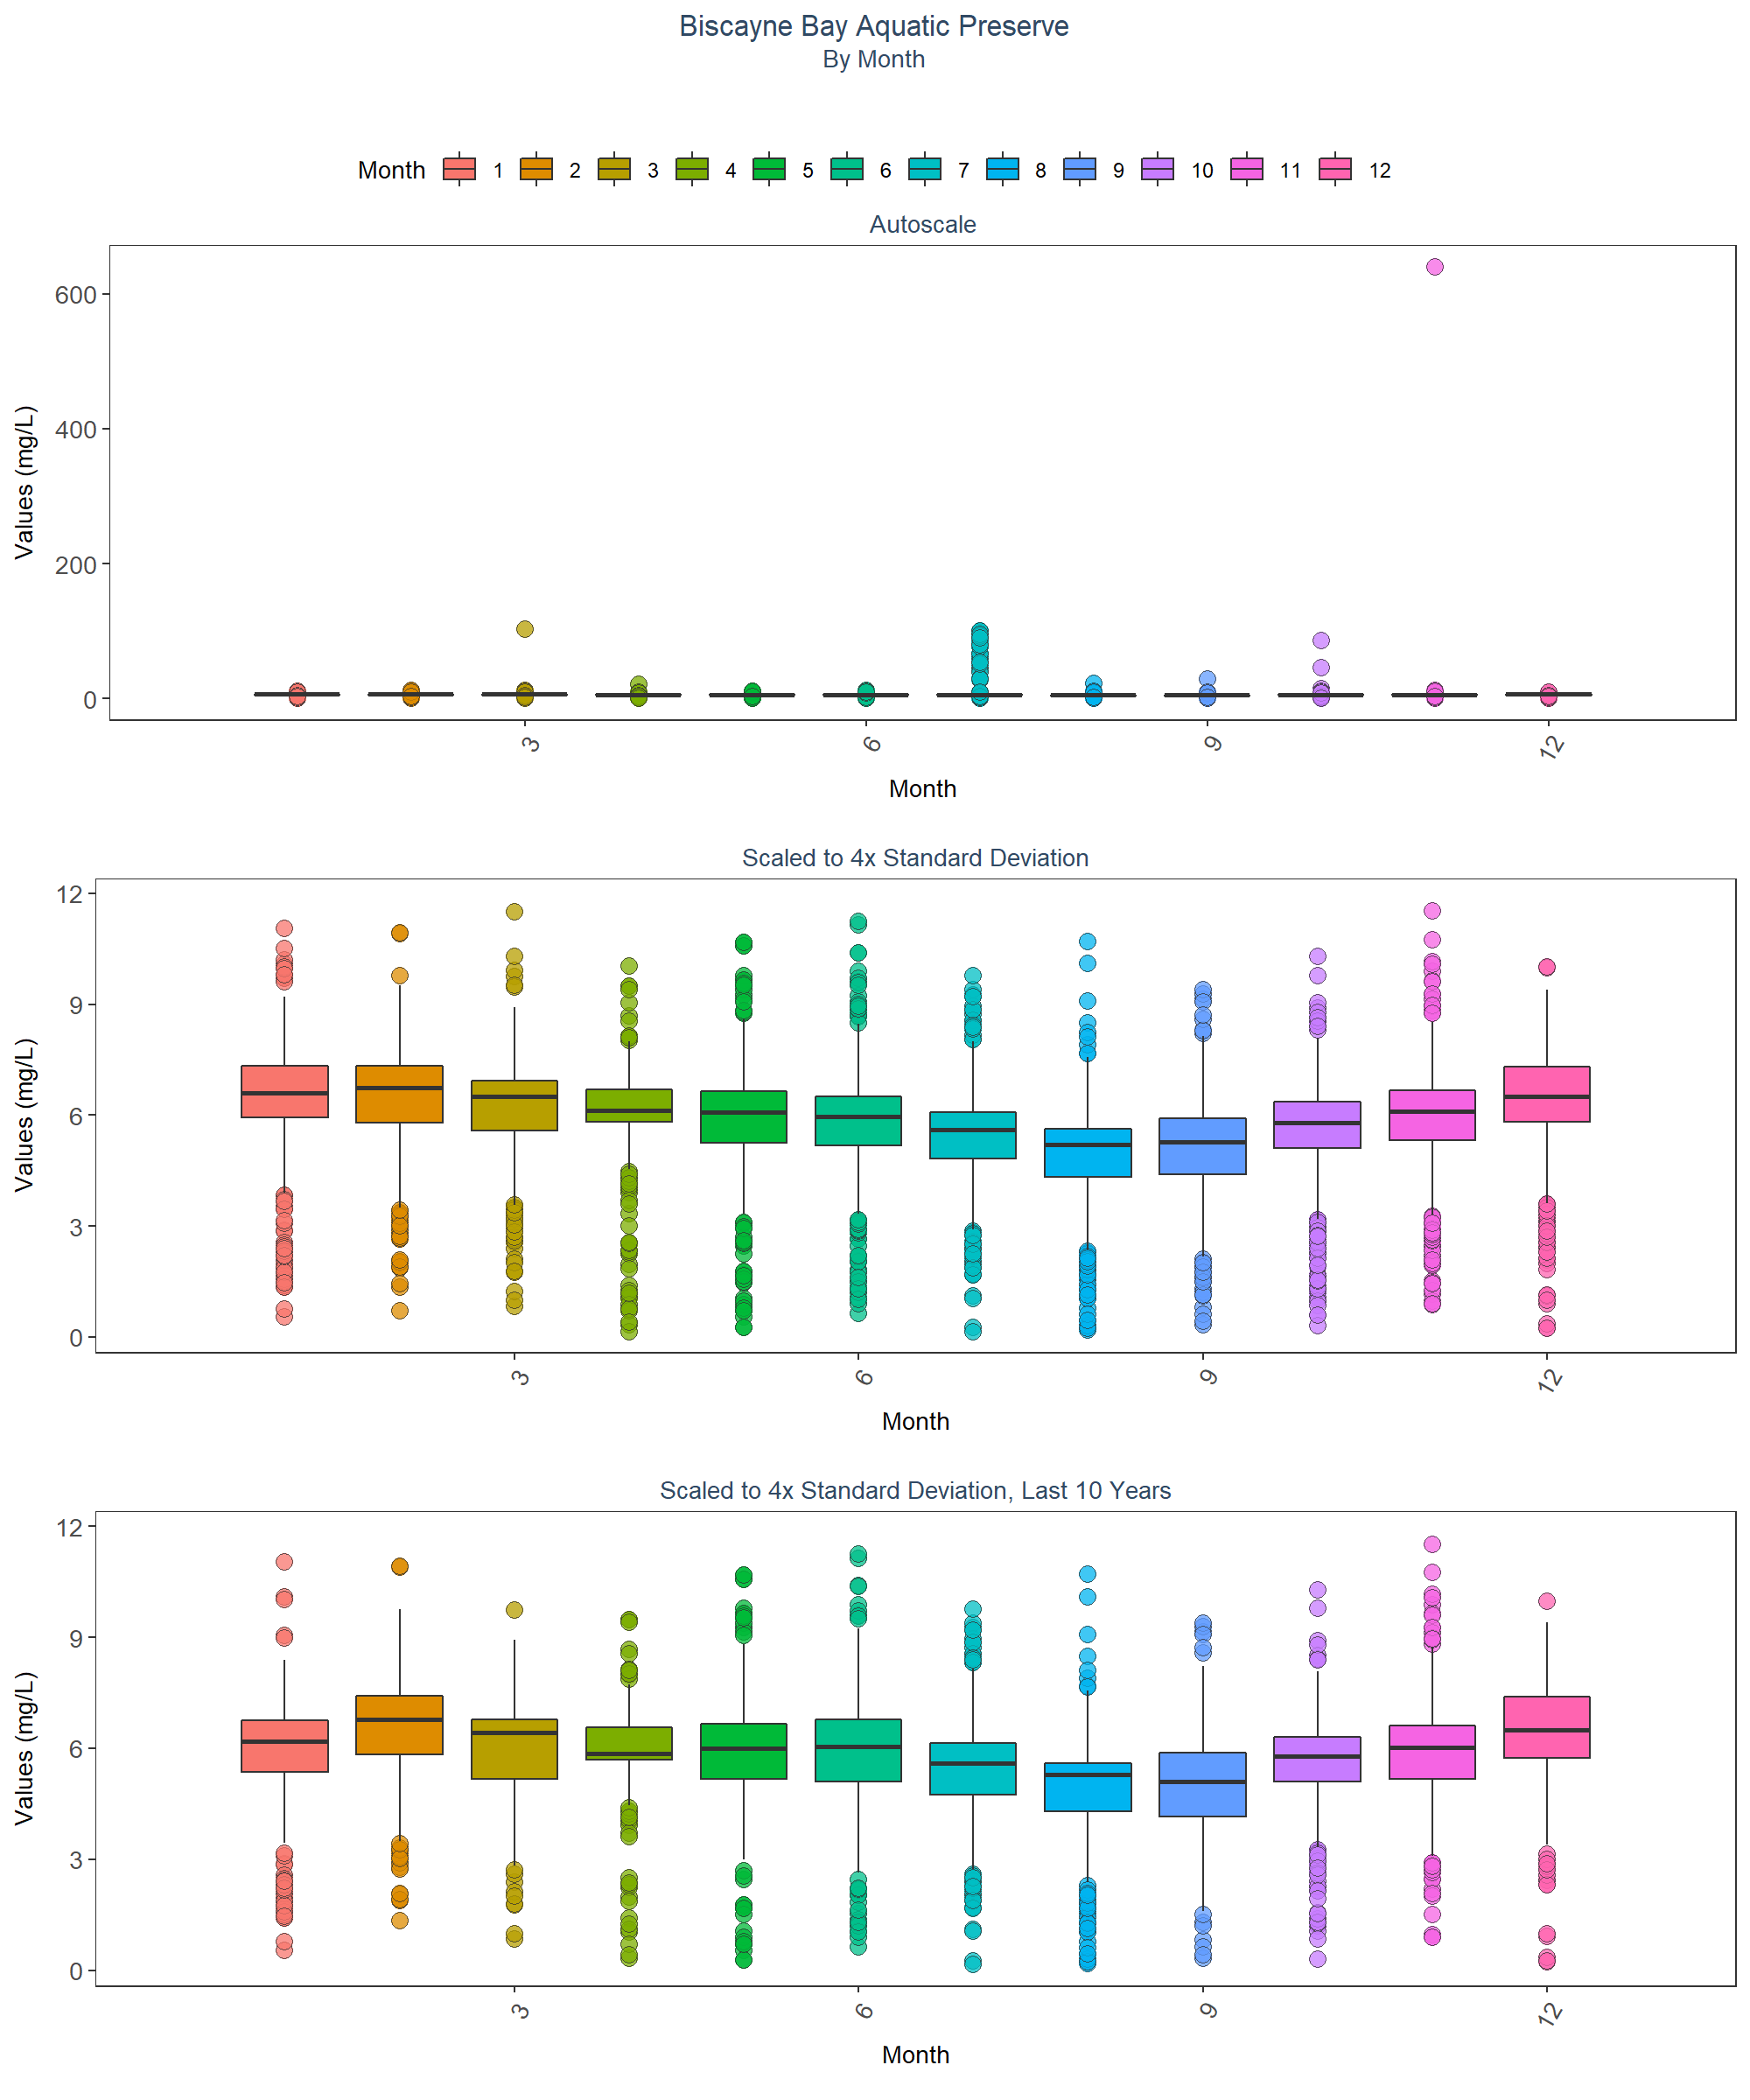 Biscayne Bay Aquatic Preserve
By Month
Month 1 2 3 4 5 6 7 8 9 10 11 12
Autoscale
Values (mg/L)
600
400
200
0
3 6 9 12
Month
Scaled to 4x Standard Deviation
Values (mg/L)
12
9
6
3
0
3 6 9 12
Month
Scaled to 4x Standard Deviation, Last 10 Years
Values (mg/L)
12
9
6
3
0
3 6 9 12
Month